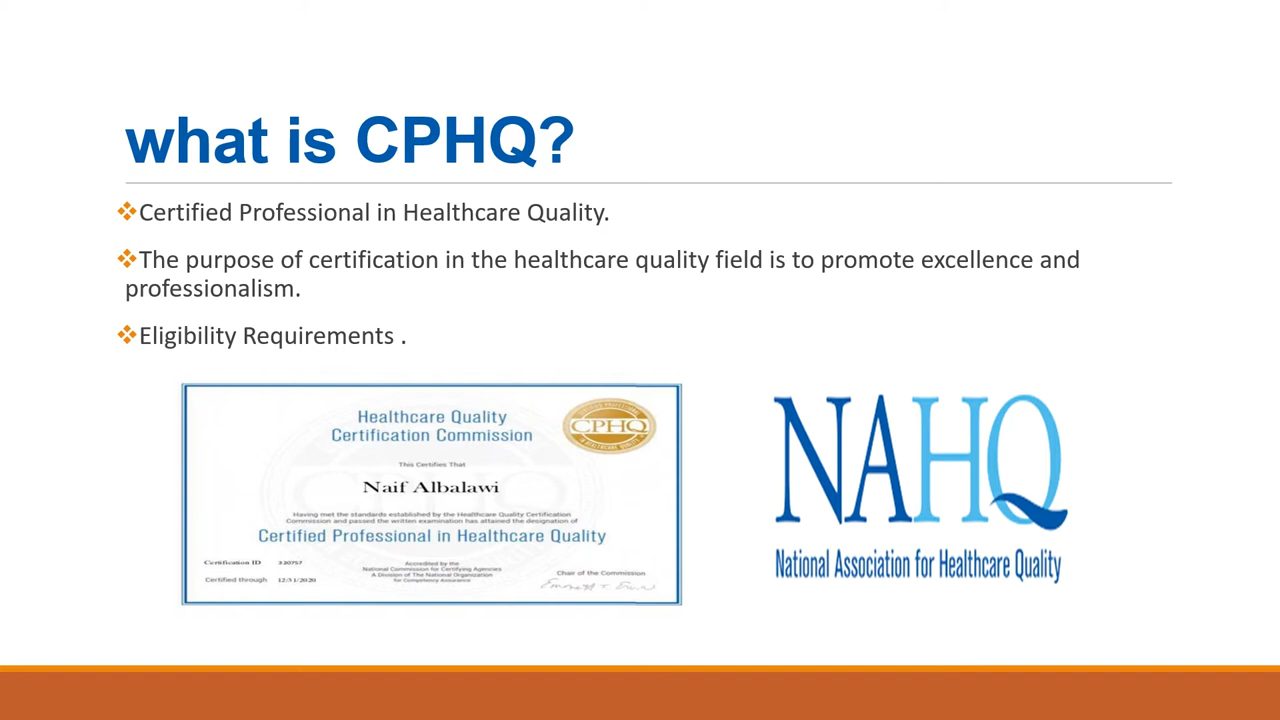 what is CPHQ?
Certified Professional in Healthcare Quality.
The purpose of certification in the healthcare quality field is to promote excellence and
professionalism.
Eligibility Requirements .
Healthcare Quality
Certification Commission
CPHQ
This Certifies That
Naif Albalawi
Having met the standards established by the Healthcare Quality Certification
Commission and passed the written examination has attained the designation of
Certified Professional in Healthcare Quality
Certification ID 320757
Certified through 12/31/2020
Accredited by the
National Commission for Certifying Agencies
A Division of The National Organization
for Competency Assurance
Chair of the Commission
NAHQ
National Association for Healthcare Quality